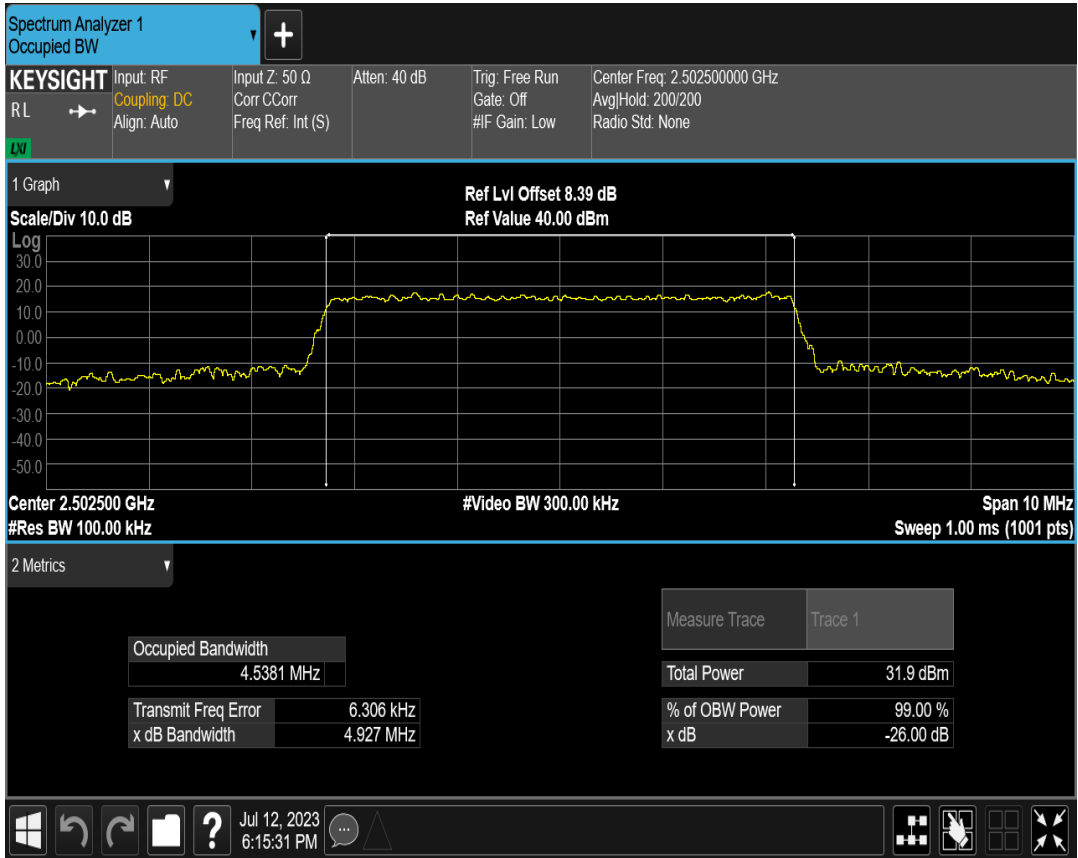 Spectrum Analyzer 1
Occupied BW
KEYSIGHT
R L
LXI
Input: RF
Coupling: DC
Align: Auto
Input Z: 50 Ω
Corr CCorr
Freq Ref: Int (S)
Atten: 40 dB
Trig: Free Run
Gate: Off
#IF Gain: Low
Center Freq: 2.502500000 GHz
Avg|Hold: 200/200
Radio Std: None
1 Graph
Scale/Div 10.0 dB
Ref Lvl Offset 8.39 dB
Ref Value 40.00 dBm
Log
30.0
20.0
10.0
0.00
-10.0
-20.0
-30.0
-40.0
-50.0
Center 2.502500 GHz
#Video BW 300.00 kHz
Span 10 MHz
#Res BW 100.00 kHz
Sweep 1.00 ms (1001 pts)
2 Metrics
Measure Trace Trace 1
Occupied Bandwidth
4.5381 MHz
Total Power 31.9 dBm
Transmit Freq Error 6.306 kHz
% of OBW Power 99.00 %
x dB Bandwidth 4.927 MHz
x dB -26.00 dB
?
Jul 12, 2023
6:15:31 PM